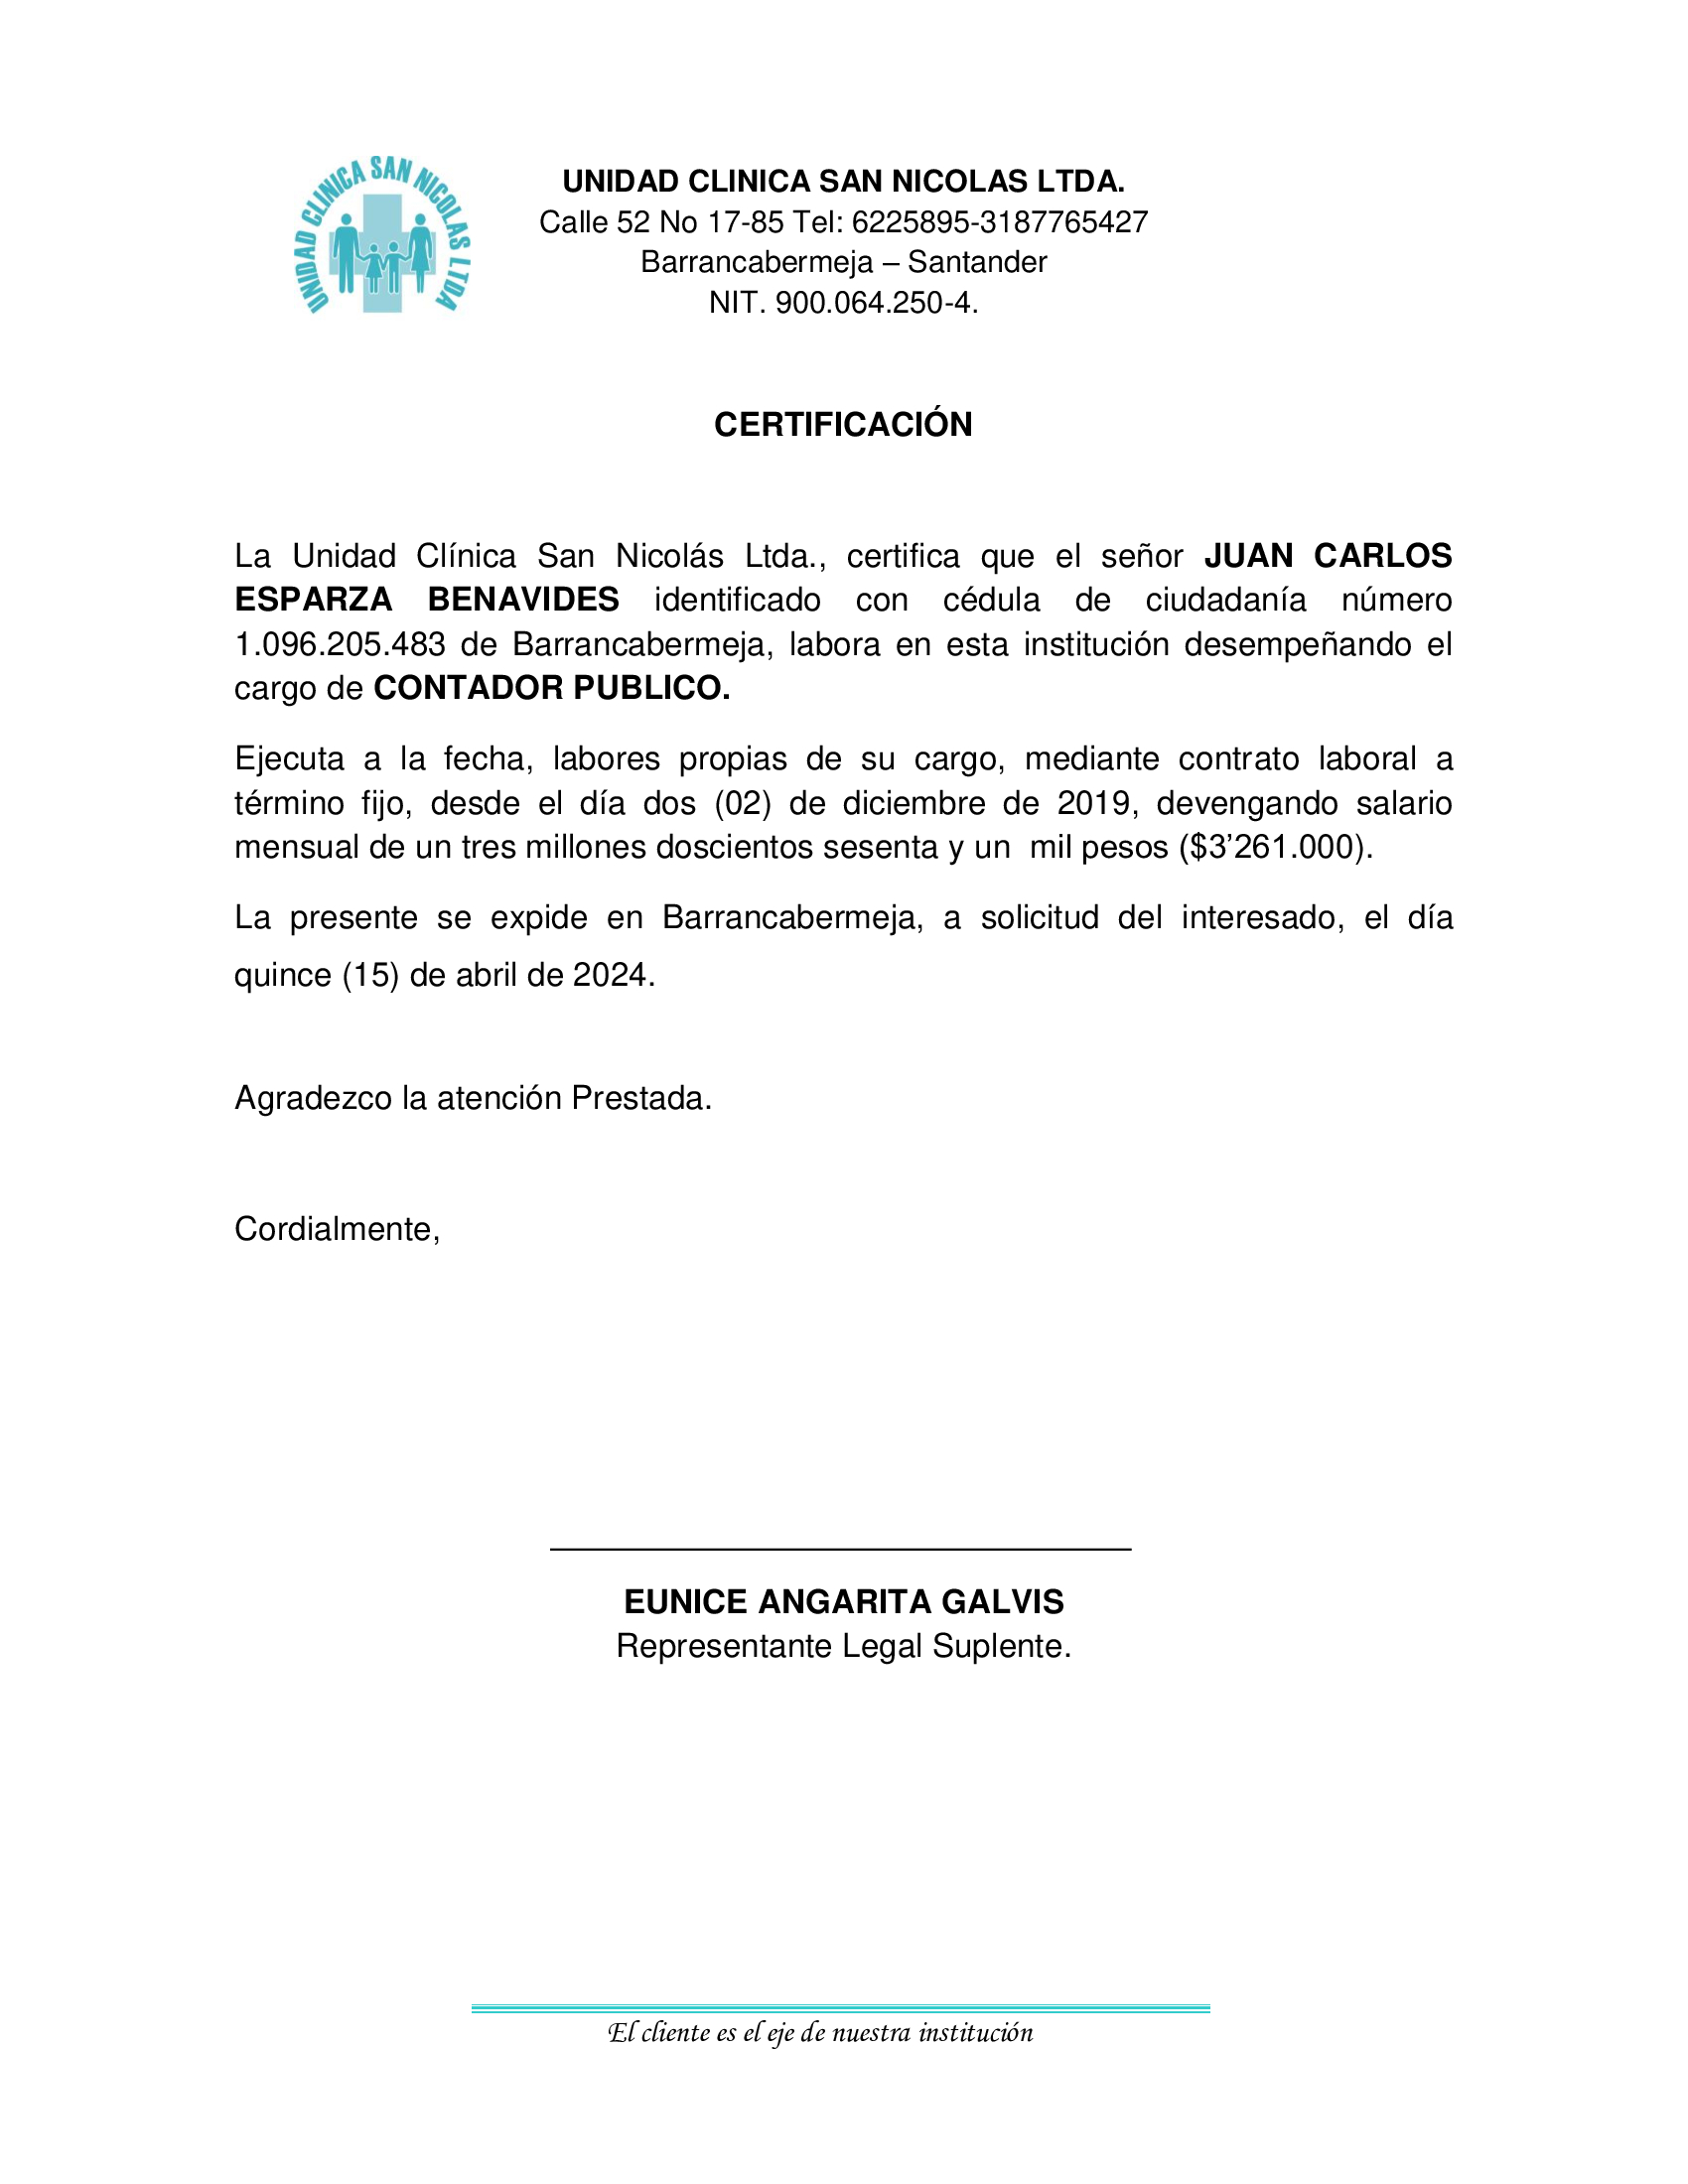 UNIDAD CLINICA SAN NICOLAS LTDA
UNIDAD CLINICA SAN NICOLAS LTDA.
Calle 52 No 17-85 Tel: 6225895-3187765427
Barrancabermeja – Santander
NIT. 900.064.250-4.
CERTIFICACIÓN
La Unidad Clínica San Nicolás Ltda., certifica que el señor JUAN CARLOS
ESPARZA BENAVIDES identificado con cédula de ciudadanía número
1.096.205.483 de Barrancabermeja, labora en esta institución desempeñando el
cargo de CONTADOR PUBLICO.
Ejecuta a la fecha, labores propias de su cargo, mediante contrato laboral a
término fijo, desde el día dos (02) de diciembre de 2019, devengando salario
mensual de un tres millones doscientos sesenta y un mil pesos ($3’261.000).
La presente se expide en Barrancabermeja, a solicitud del interesado, el día
quince (15) de abril de 2024.
Agradezco la atención Prestada.
Cordialmente,
EUNICE ANGARITA GALVIS
Representante Legal Suplente.
El cliente es el eje de nuestra institución